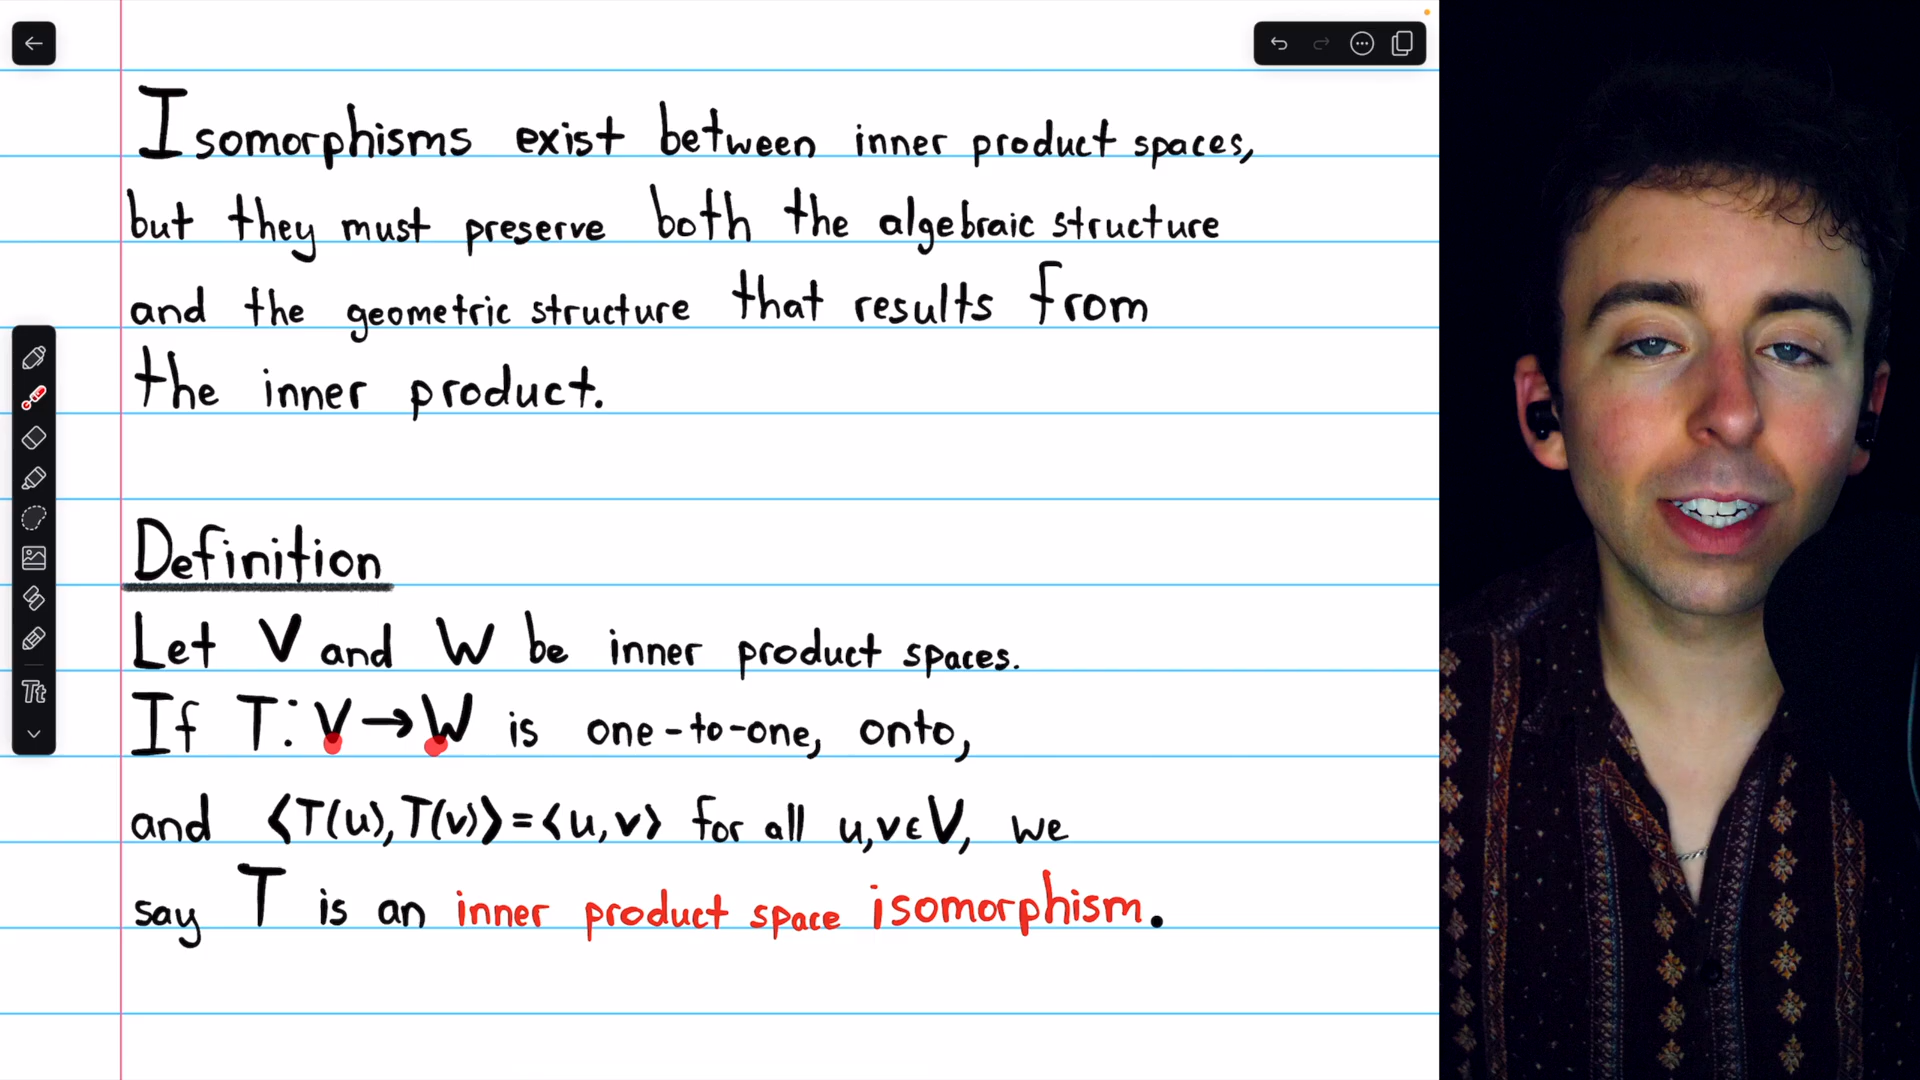 Isomorphisms exist between inner product spaces,
but they must preserve both the algebraic structure
and the geometric structure that results from
the inner product.
Definition
Let V and W be inner product spaces.
If T: V→W is one-to-one, onto,
and ⟨T(u), T(v)⟩=⟨u,v⟩ for all u,v∈V, we
say T is an inner product space isomorphism.
Tt